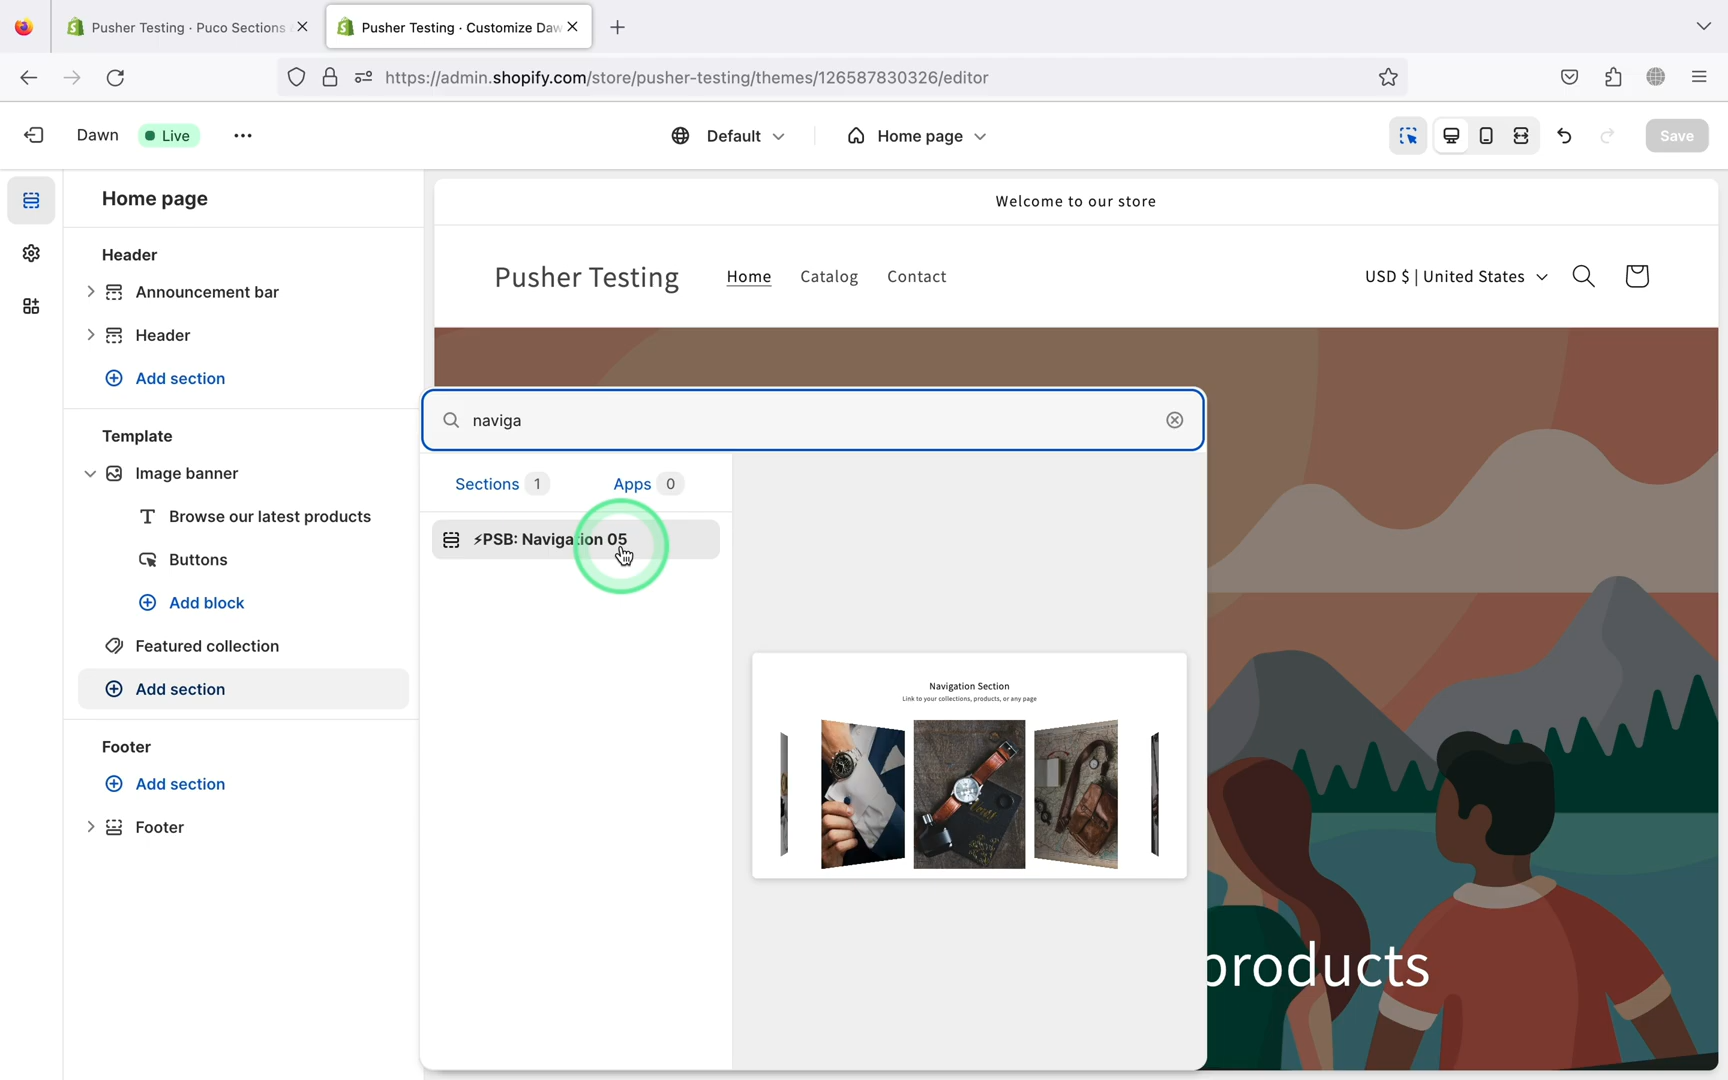 Pusher Testing · Puco Sections
Pusher Testing · Customize Daw
https://admin.shopify.com/store/pusher-testing/themes/126587830326/editor
Dawn
Live
Default
Home page
Save
Home page
Header
Announcement bar
Header
Add section
Template
Image banner
Browse our latest products
Buttons
Add block
Featured collection
Add section
Footer
Add section
Footer
Welcome to our store
Pusher Testing
Home
Catalog
Contact
USD $ | United States
naviga
Sections 1
Apps 0
⚡PSB: Navigation 05
Navigation Section
Link to your collections, products, or any page
products